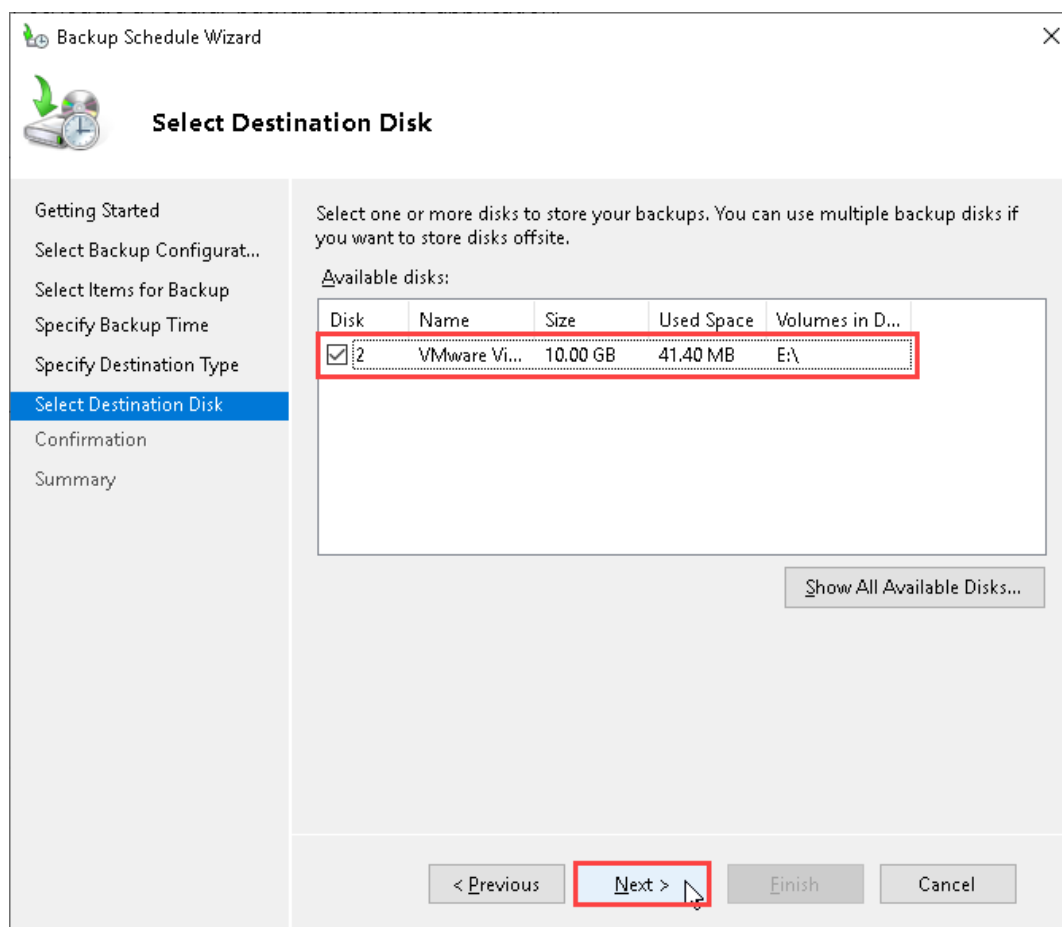 Backup Schedule Wizard
Select Destination Disk
Getting Started
Select Backup Configurat...
Select Items for Backup
Specify Backup Time
Specify Destination Type
Select Destination Disk
Confirmation
Summary
Select one or more disks to store your backups. You can use multiple backup disks if
you want to store disks offsite.
Available disks:
Disk Name Size Used Space Volumes in D...
2 VMware Vi... 10.00 GB 41.40 MB E:\
Show All Available Disks...
< Previous Next > Finish Cancel